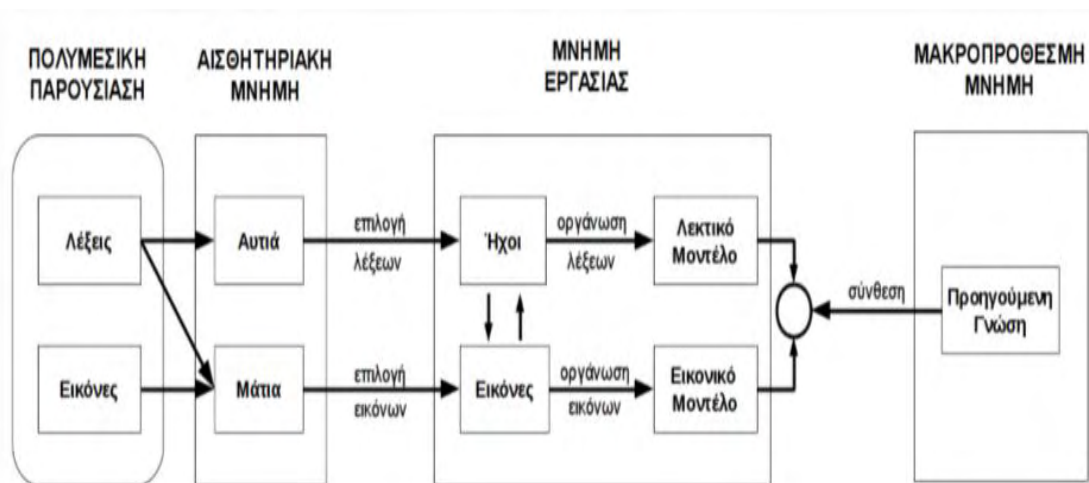 ΠΟΛΥΜΕΣΙΚΗ
ΠΑΡΟΥΣΙΑΣΗ
ΑΙΣΘΗΤΗΡΙΑΚΗ
ΜΝΗΜΗ
ΜΝΗΜΗ
ΕΡΓΑΣΙΑΣ
ΜΑΚΡΟΠΡΟΘΕΣΜΗ
ΜΝΗΜΗ
Λέξεις
Αυτιά
επιλογή
λέξεων
Ήχοι
οργάνωση
λέξεων
Λεκτικό
Μοντέλο
σύνθεση
Προηγούμενη
Γνώση
Εικόνες
Μάτια
επιλογή
εικόνων
Εικόνες
οργάνωση
εικόνων
Εικονικό
Μοντέλο